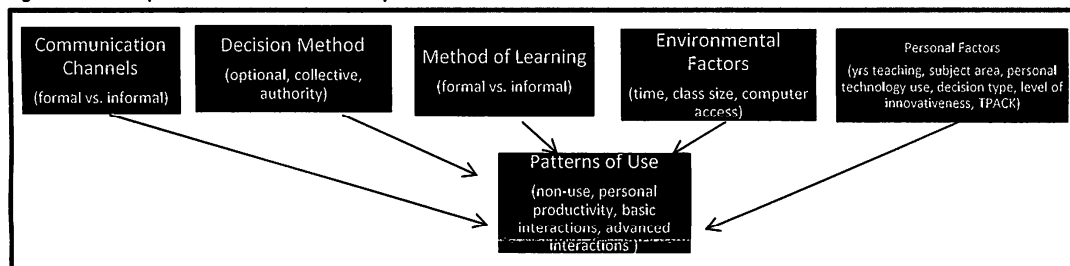 Communication
Channels
(formal vs. informal)
Decision Method
(optional, collective,
authority)
Method of Learning
(formal vs. informal)
Environmental
Factors
(time, class size, computer
access)
Personal Factors
(yrs teaching, subject area, personal
technology use, decision type, level of
innovativeness, TPACK)
Patterns of Use
(non-use, personal
productivity, basic
interactions, advanced
interactions )